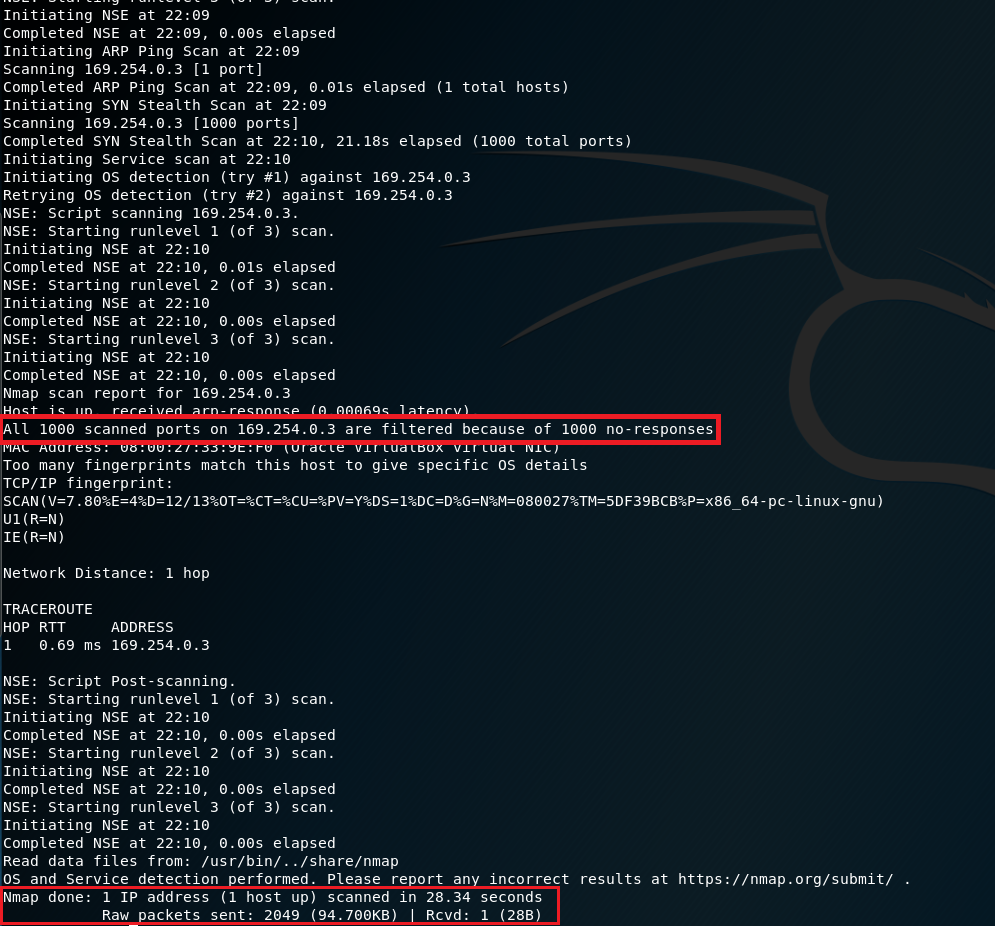 NSE: Starting runlevel 3 (of 3) scan.
Initiating NSE at 22:09
Completed NSE at 22:09, 0.00s elapsed
Initiating ARP Ping Scan at 22:09
Scanning 169.254.0.3 [1 port]
Completed ARP Ping Scan at 22:09, 0.01s elapsed (1 total hosts)
Initiating SYN Stealth Scan at 22:09
Scanning 169.254.0.3 [1000 ports]
Completed SYN Stealth Scan at 22:10, 21.18s elapsed (1000 total ports)
Initiating Service scan at 22:10
Initiating OS detection (try #1) against 169.254.0.3
Retrying OS detection (try #2) against 169.254.0.3
NSE: Script scanning 169.254.0.3.
NSE: Starting runlevel 1 (of 3) scan.
Initiating NSE at 22:10
Completed NSE at 22:10, 0.01s elapsed
NSE: Starting runlevel 2 (of 3) scan.
Initiating NSE at 22:10
Completed NSE at 22:10, 0.00s elapsed
NSE: Starting runlevel 3 (of 3) scan.
Initiating NSE at 22:10
Completed NSE at 22:10, 0.00s elapsed
Nmap scan report for 169.254.0.3
Host is up, received arp-response (0.00069s latency).
All 1000 scanned ports on 169.254.0.3 are filtered because of 1000 no-responses
MAC Address: 08:00:27:33:9E:F0 (Oracle VirtualBox virtual NIC)
Too many fingerprints match this host to give specific OS details
TCP/IP fingerprint:
SCAN(V=7.80%E=4%D=12/13%OT=%CT=%CU=%PV=Y%DS=1%DC=D%G=N%M=080027%TM=5DF39BCB%P=x86_64-pc-linux-gnu)
U1(R=N)
IE(R=N)
Network Distance: 1 hop
TRACEROUTE
HOP RTT     ADDRESS
1   0.69 ms 169.254.0.3
NSE: Script Post-scanning.
NSE: Starting runlevel 1 (of 3) scan.
Initiating NSE at 22:10
Completed NSE at 22:10, 0.00s elapsed
NSE: Starting runlevel 2 (of 3) scan.
Initiating NSE at 22:10
Completed NSE at 22:10, 0.00s elapsed
NSE: Starting runlevel 3 (of 3) scan.
Initiating NSE at 22:10
Completed NSE at 22:10, 0.00s elapsed
Read data files from: /usr/bin/../share/nmap
OS and Service detection performed. Please report any incorrect results at https://nmap.org/submit/ .
Nmap done: 1 IP address (1 host up) scanned in 28.34 seconds
Raw packets sent: 2049 (94.700KB) | Rcvd: 1 (28B)